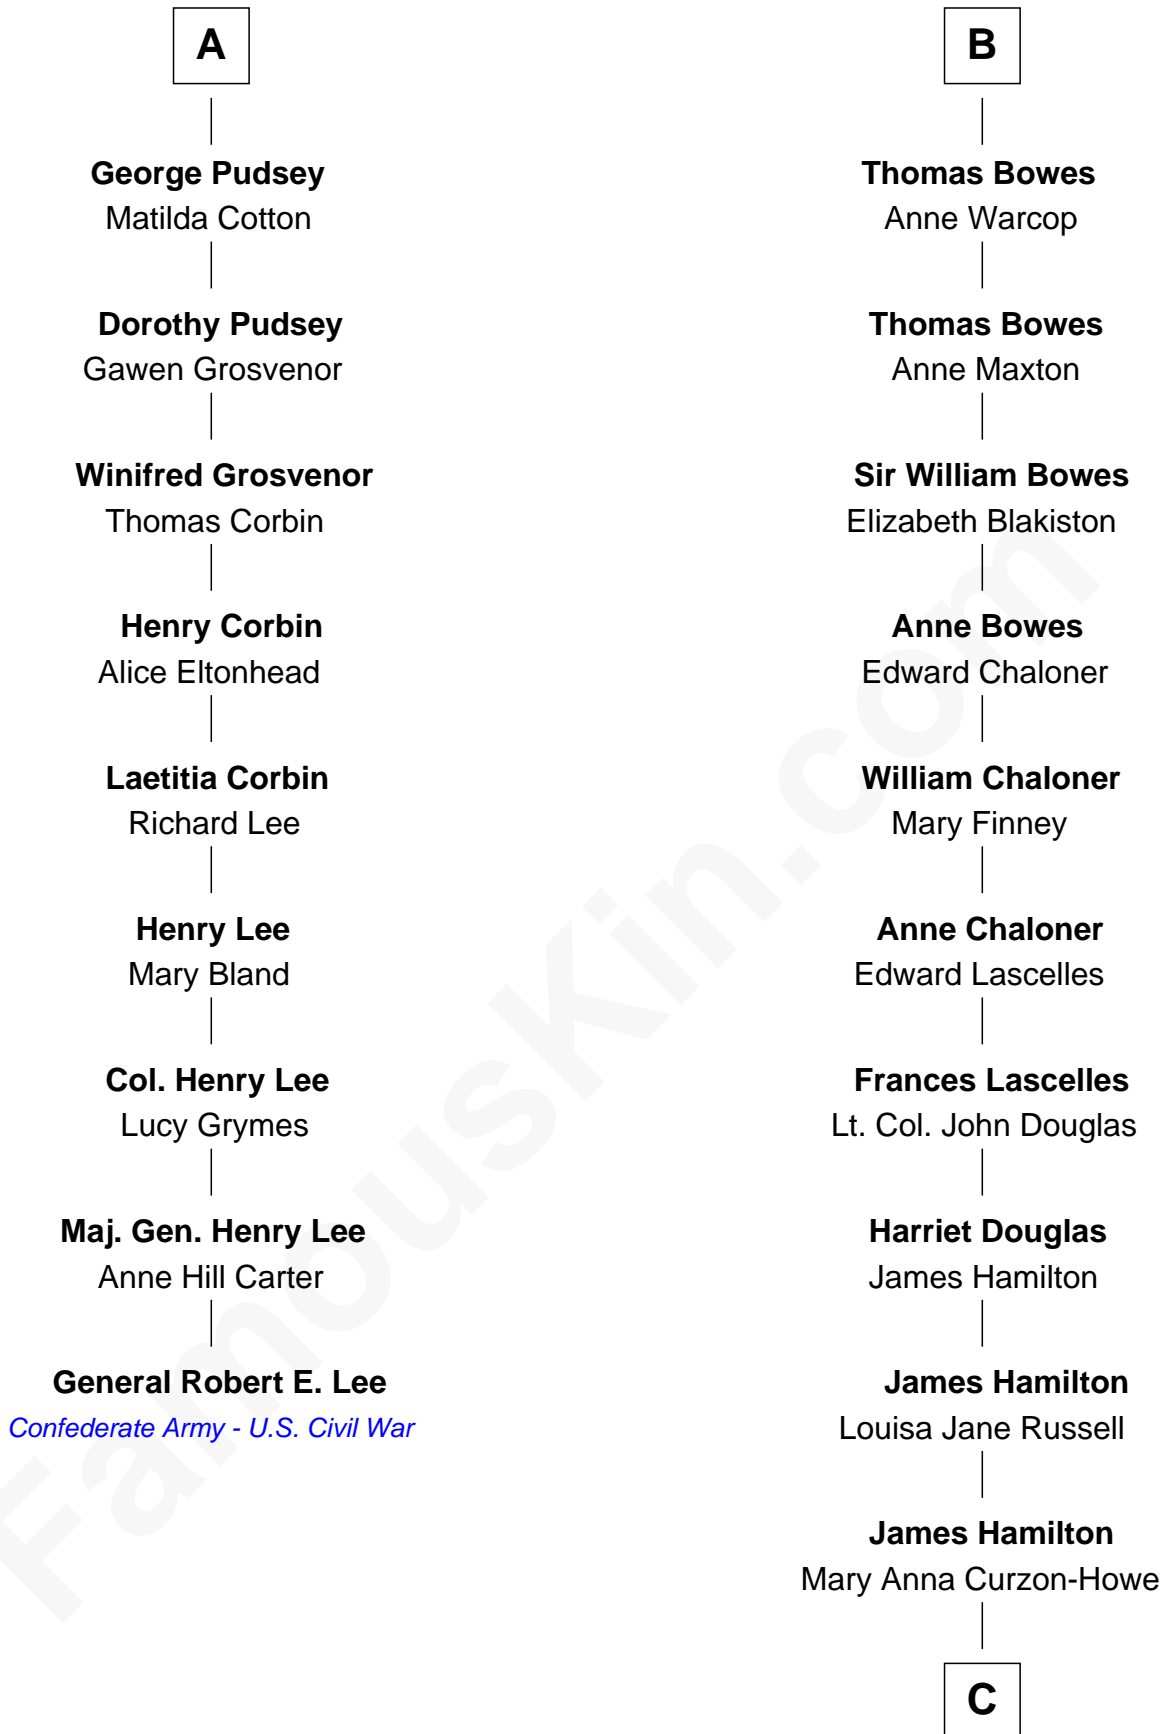 A
George Pudsey
Matilda Cotton
Dorothy Pudsey
Gawen Grosvenor
Winifred Grosvenor
Thomas Corbin
Henry Corbin
Alice Eltonhead
Laetitia Corbin
Richard Lee
Henry Lee
Mary Bland
Col. Henry Lee
Lucy Grymes
Maj. Gen. Henry Lee
Anne Hill Carter
General Robert E. Lee
Confederate Army - U.S. Civil War
B
Thomas Bowes
Anne Warcop
Thomas Bowes
Anne Maxton
Sir William Bowes
Elizabeth Blakiston
Anne Bowes
Edward Chaloner
William Chaloner
Mary Finney
Anne Chaloner
Edward Lascelles
Frances Lascelles
Lt. Col. John Douglas
Harriet Douglas
James Hamilton
James Hamilton
Louisa Jane Russell
James Hamilton
Mary Anna Curzon-Howe
C
FamousKin.com